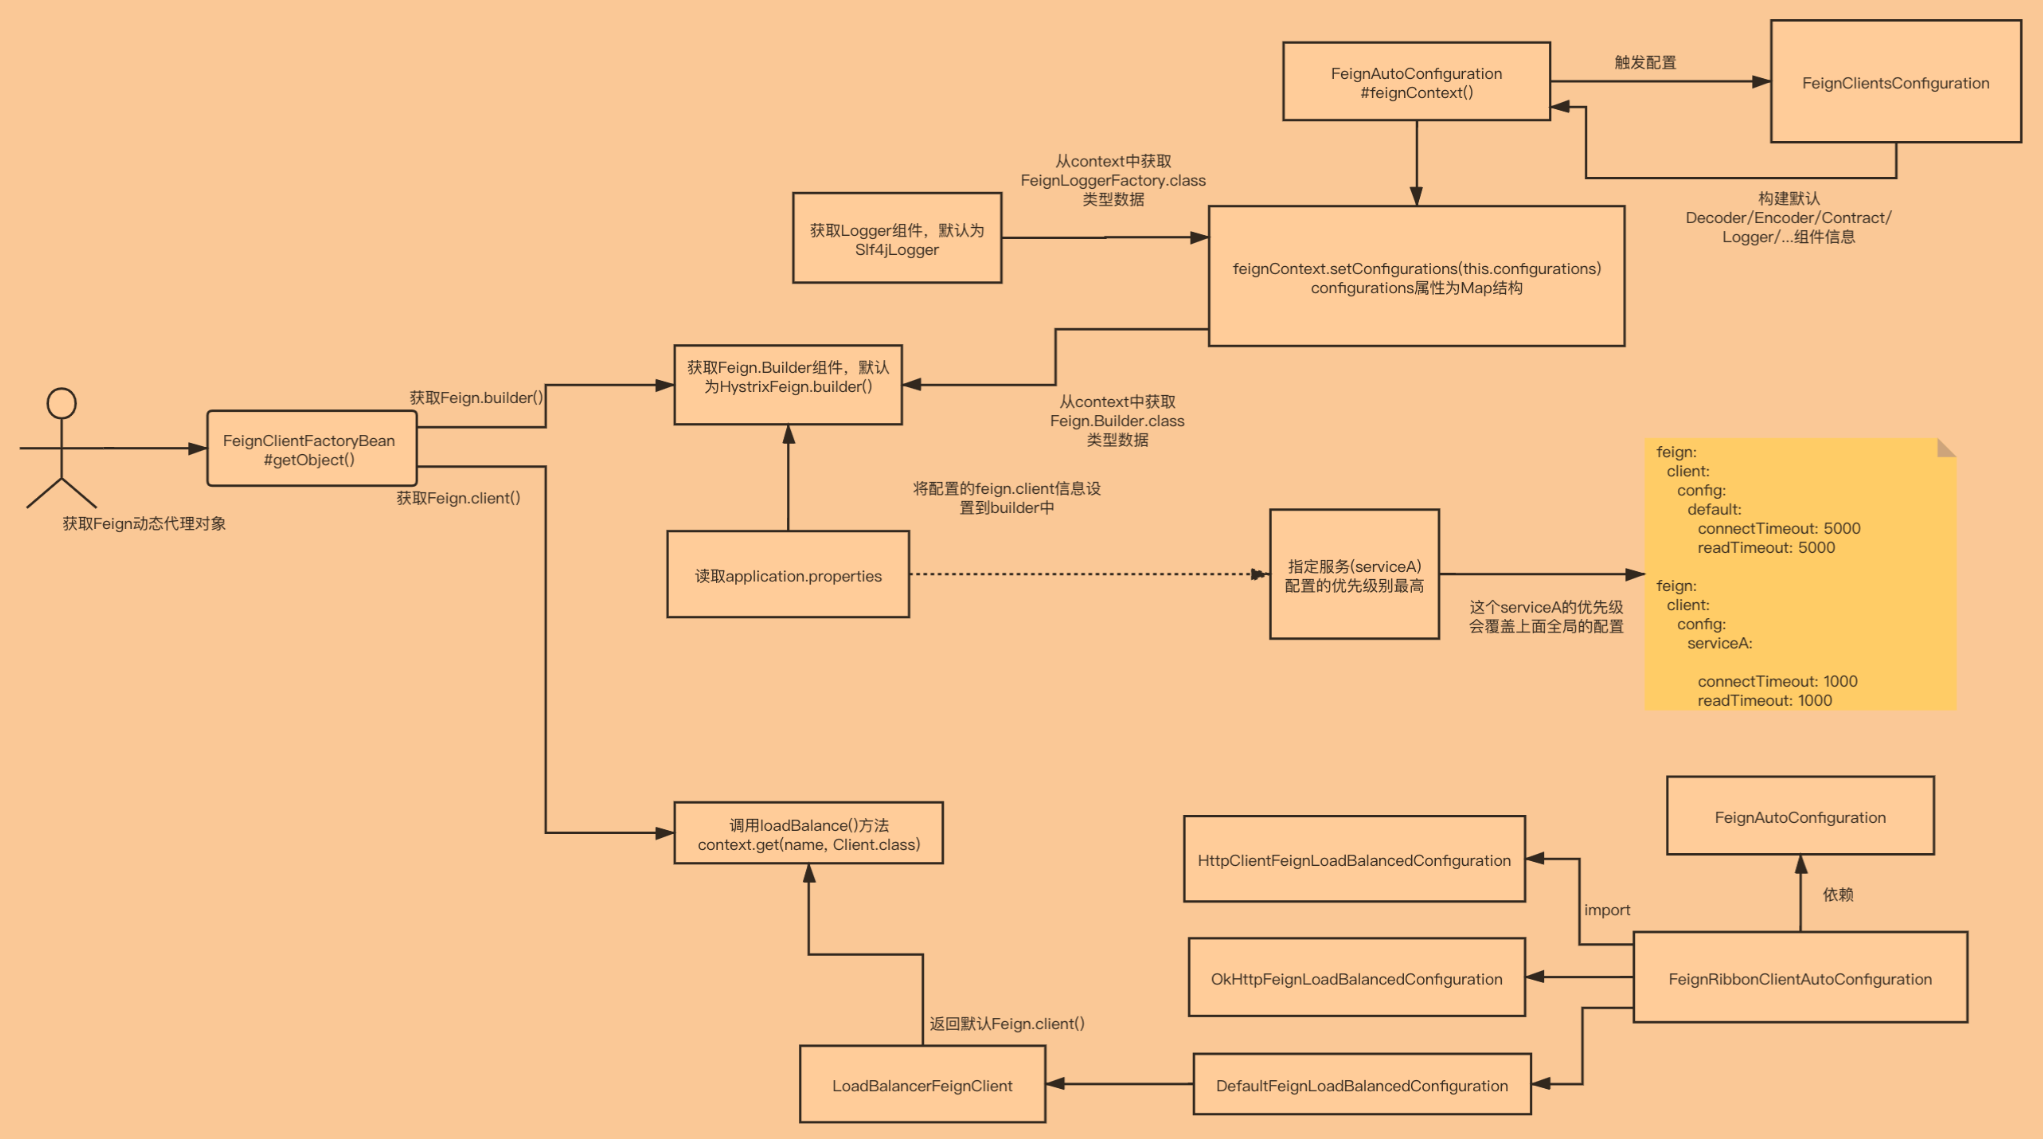 FeignAutoConfiguration
#feignContext()
触发配置
FeignClientsConfiguration
构建默认
Decoder/Encoder/Contract/
Logger/...组件信息
从context中获取
FeignLoggerFactory.class
类型数据
获取Logger组件，默认为
Slf4jLogger
feignContext.setConfigurations(this.configurations)
configurations属性为Map结构
获取Feign.Builder组件，默认
为HystrixFeign.builder()
从context中获取
Feign.Builder.class
类型数据
获取Feign.builder()
FeignClientFactoryBean
#getObject()
获取Feign.client()
获取Feign动态代理对象
将配置的feign.client信息设
置到builder中
读取application.properties
指定服务(serviceA)
配置的优先级别最高
这个serviceA的优先级
会覆盖上面全局的配置
feign:
client:
config:
default:
connectTimeout: 5000
readTimeout: 5000
feign:
client:
config:
serviceA:
connectTimeout: 1000
readTimeout: 1000
调用loadBalance()方法
context.get(name, Client.class)
HttpClientFeignLoadBalancedConfiguration
FeignAutoConfiguration
依赖
import
OkHttpFeignLoadBalancedConfiguration
FeignRibbonClientAutoConfiguration
返回默认Feign.client()
LoadBalancerFeignClient
DefaultFeignLoadBalancedConfiguration